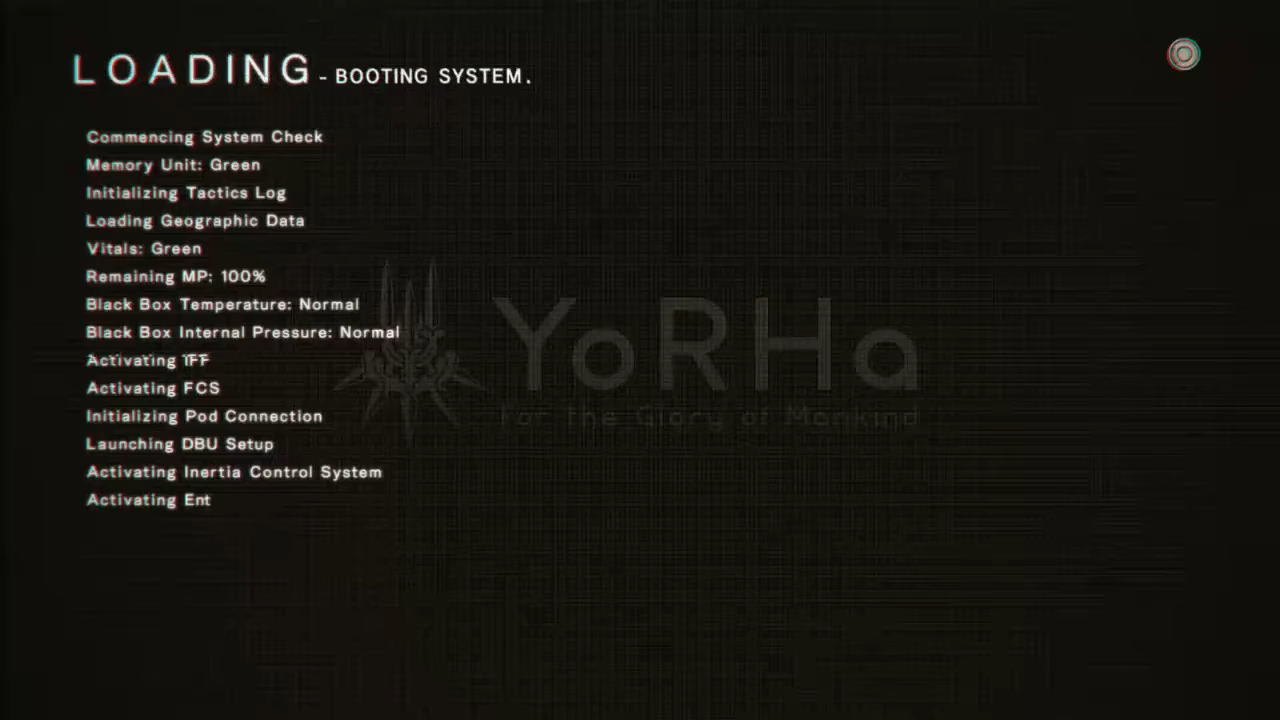 LOADING - BOOTING SYSTEM.
Commencing System Check
Memory Unit: Green
Initializing Tactics Log
Loading Geographic Data
Vitals: Green
Remaining MP: 100%
Black Box Temperature: Normal
Black Box Internal Pressure: Normal
Activating IFF
Activating FCS
Initializing Pod Connection
Launching DBU Setup
Activating Inertia Control System
Activating Ent
YoRHa
For the Glory of Mankind